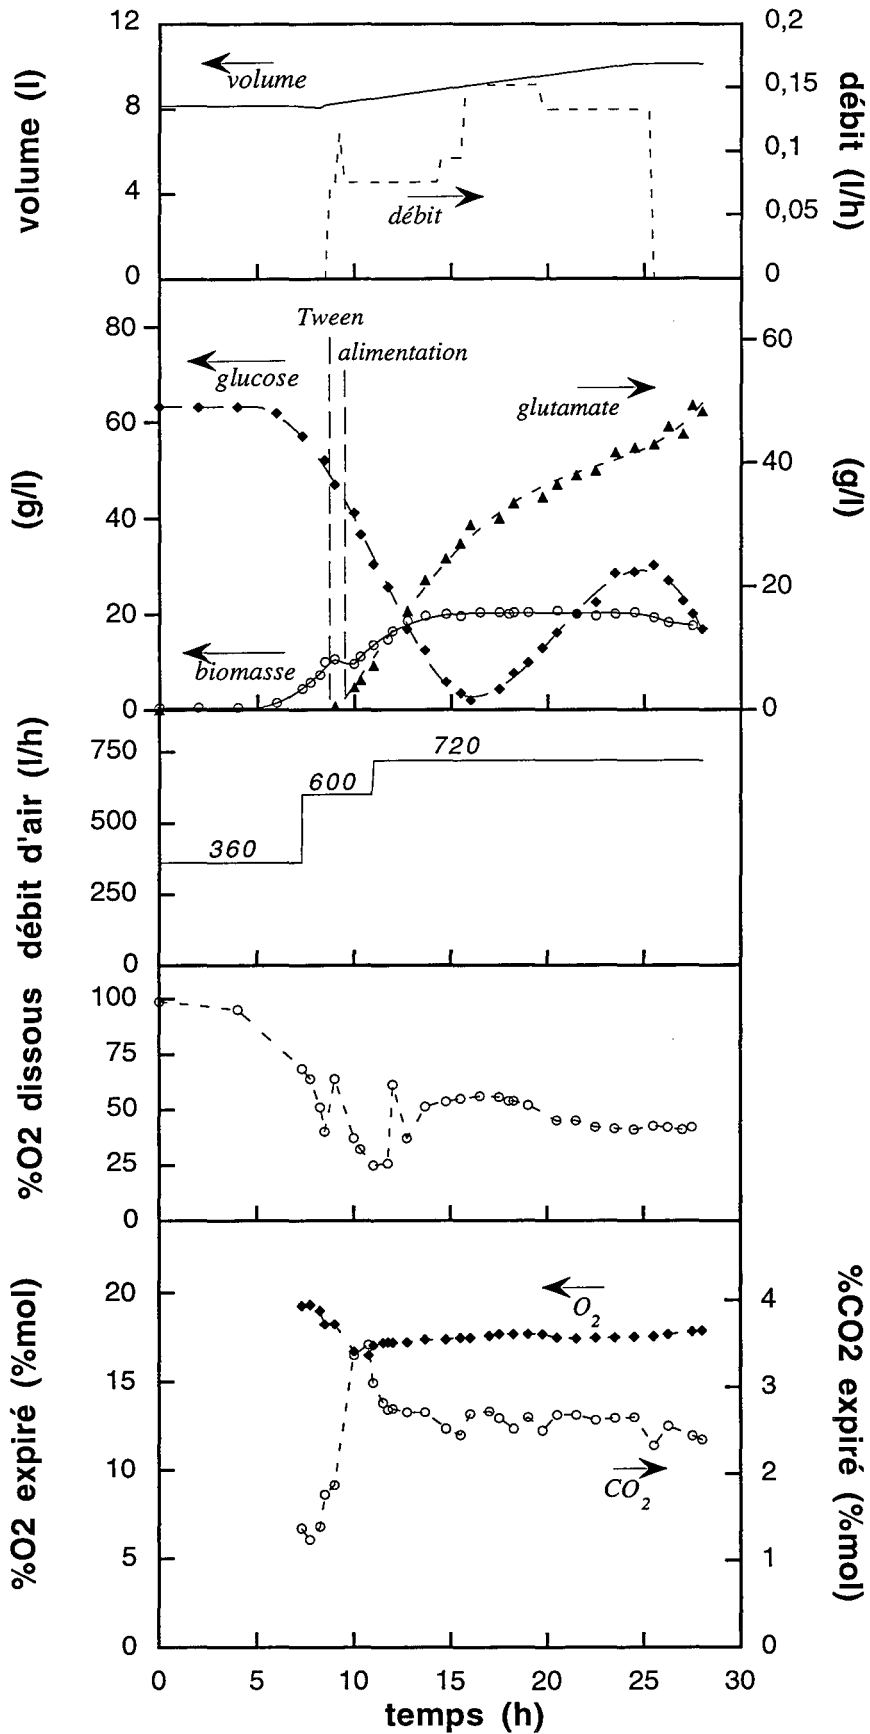 12
0,2
volume
0,15
8
0,1
4
débit
0,05
0
0
volume (l)
débit (l/h)
Tween
80
60
alimentation
glucose
glutamate
60
40
40
20
20
biomasse
0
0
(g/l)
(g/l)
750
720
600
500
360
250
0
débit d'air (l/h)
100
75
50
25
0
%O2 dissous
20
O2
4
15
3
10
CO2
2
5
1
0
0
%O2 expiré (%mol)
%CO2 expiré (%mol)
0 5 10 15 20 25 30
temps (h)